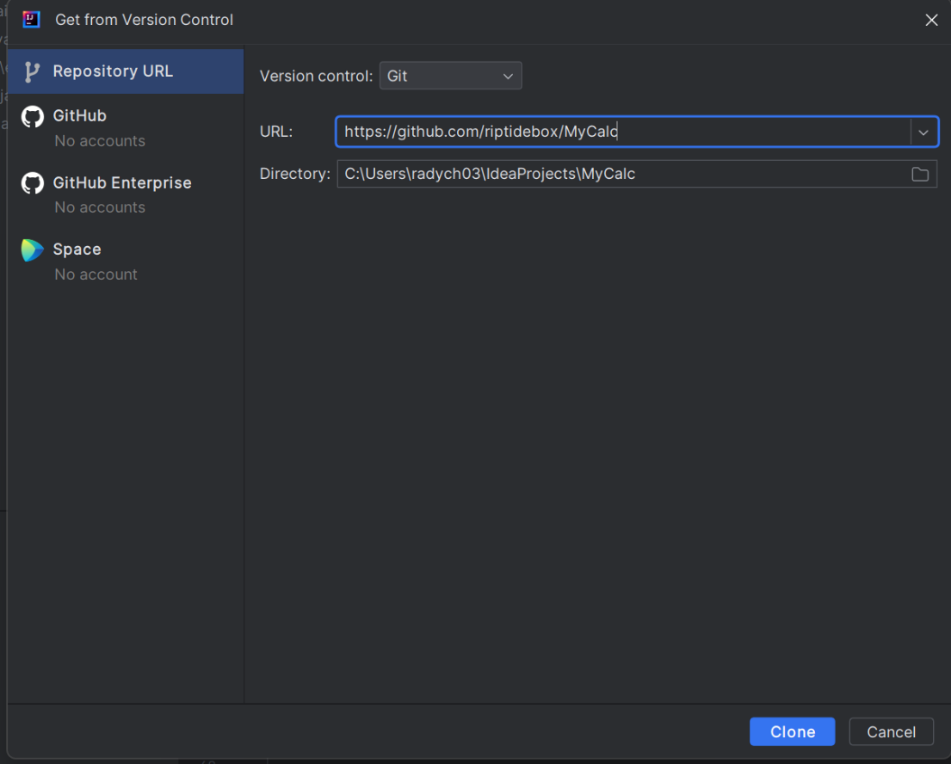 Get from Version Control
Repository URL
GitHub
No accounts
GitHub Enterprise
No accounts
Space
No account
Version control: Git
URL: https://github.com/riptidebox/MyCalc
Directory: C:\Users\radych03\IdeaProjects\MyCalc
Clone Cancel